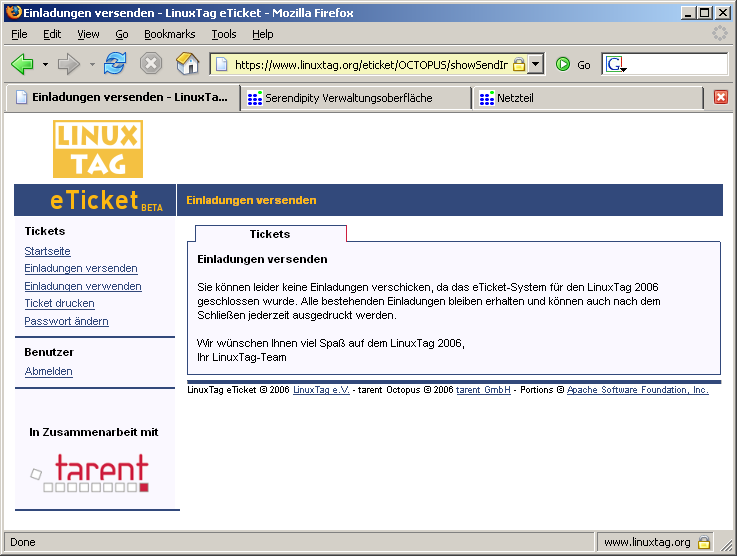 Einladungen versenden - LinuxTag eTicket - Mozilla Firefox
File Edit View Go Bookmarks Tools Help
https://www.linuxtag.org/eticket/OCTOPUS/showSendIn
Go
G
Einladungen versenden - LinuxTa...
Serendipity Verwaltungsoberfläche
Netzteil
LINUX
TAG
eTicket BETA
Einladungen versenden
Tickets
Startseite
Einladungen versenden
Einladungen verwenden
Ticket drucken
Passwort ändern
Benutzer
Abmelden
In Zusammenarbeit mit
tarent
Tickets
Einladungen versenden
Sie können leider keine Einladungen verschicken, da das eTicket-System für den LinuxTag 2006
geschlossen wurde. Alle bestehenden Einladungen bleiben erhalten und können auch nach dem
Schließen jederzeit ausgedruckt werden.
Wir wünschen Ihnen viel Spaß auf dem LinuxTag 2006,
Ihr LinuxTag-Team
LinuxTag eTicket © 2006 LinuxTag e.V. - tarent Octopus © 2006 tarent GmbH - Portions © Apache Software Foundation, Inc.
Done
www.linuxtag.org